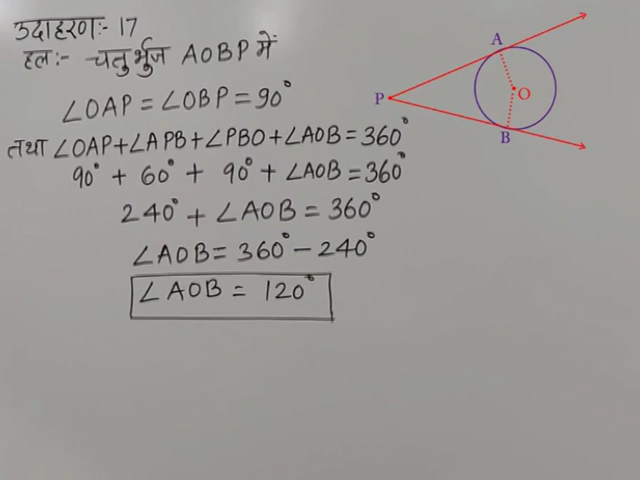 उदाहरण:- 17
हल:- चतुर्भुज AOBP में
∠OAP = ∠OBP = 90°
तथा ∠OAP + ∠APB + ∠PBO + ∠AOB = 360°
90° + 60° + 90° + ∠AOB = 360°
240° + ∠AOB = 360°
∠AOB = 360° - 240°
∠AOB = 120°
A
P
O
B